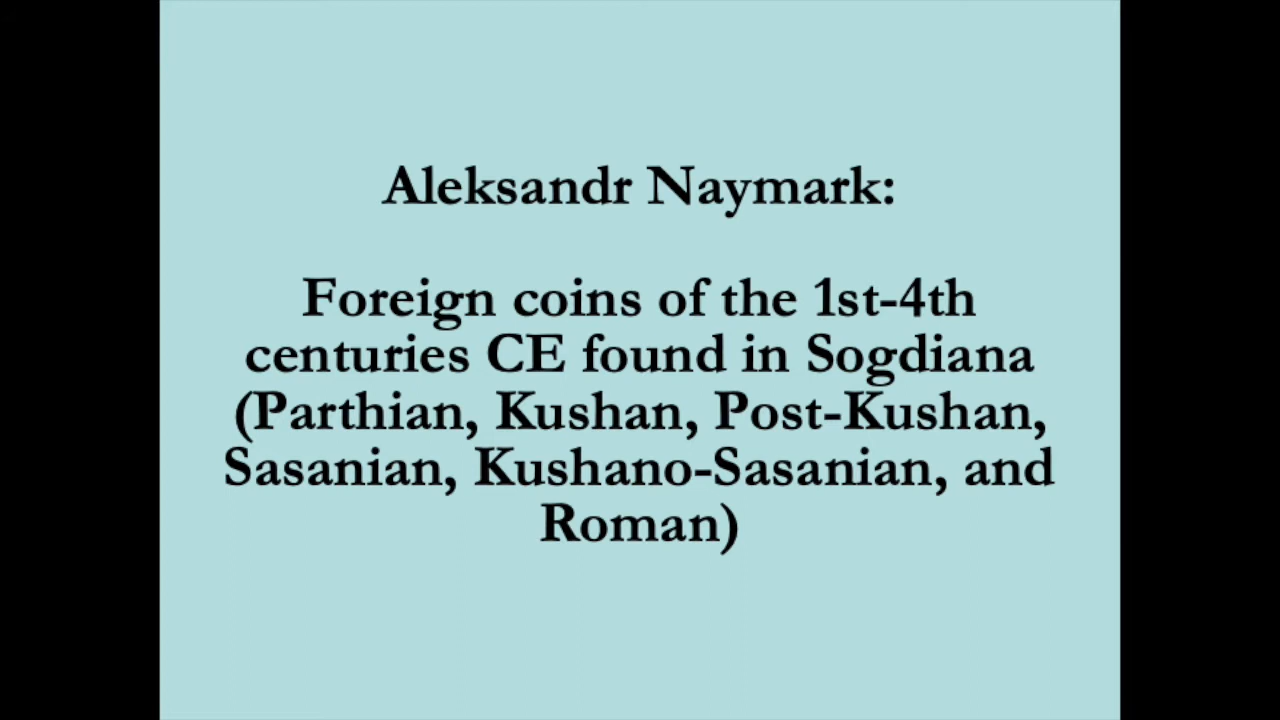 Aleksandr Naymark:
Foreign coins of the 1st-4th
centuries CE found in Sogdiana
(Parthian, Kushan, Post-Kushan,
Sasanian, Kushano-Sasanian, and
Roman)